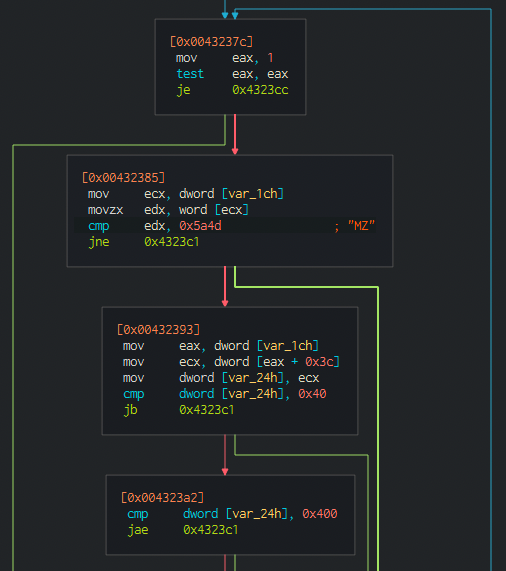 [0x0043237c]
mov eax, 1
test eax, eax
je 0x4323cc
[0x00432385]
mov ecx, dword [var_1ch]
movzx edx, word [ecx]
cmp edx, 0x5a4d ; "MZ"
jne 0x4323c1
[0x00432393]
mov eax, dword [var_1ch]
mov ecx, dword [eax + 0x3c]
mov dword [var_24h], ecx
cmp dword [var_24h], 0x40
jb 0x4323c1
[0x004323a2]
cmp dword [var_24h], 0x400
jae 0x4323c1